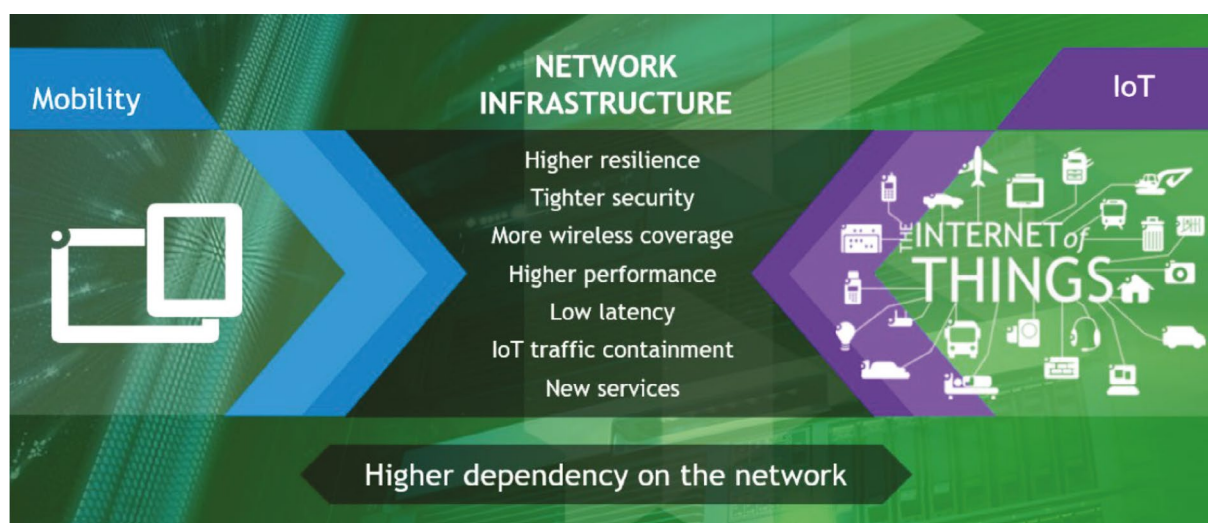 Mobility
NETWORK
INFRASTRUCTURE
IoT
Higher resilience
Tighter security
More wireless coverage
Higher performance
Low latency
IoT traffic containment
New services
THE
INTERNET of
THINGS
Higher dependency on the network